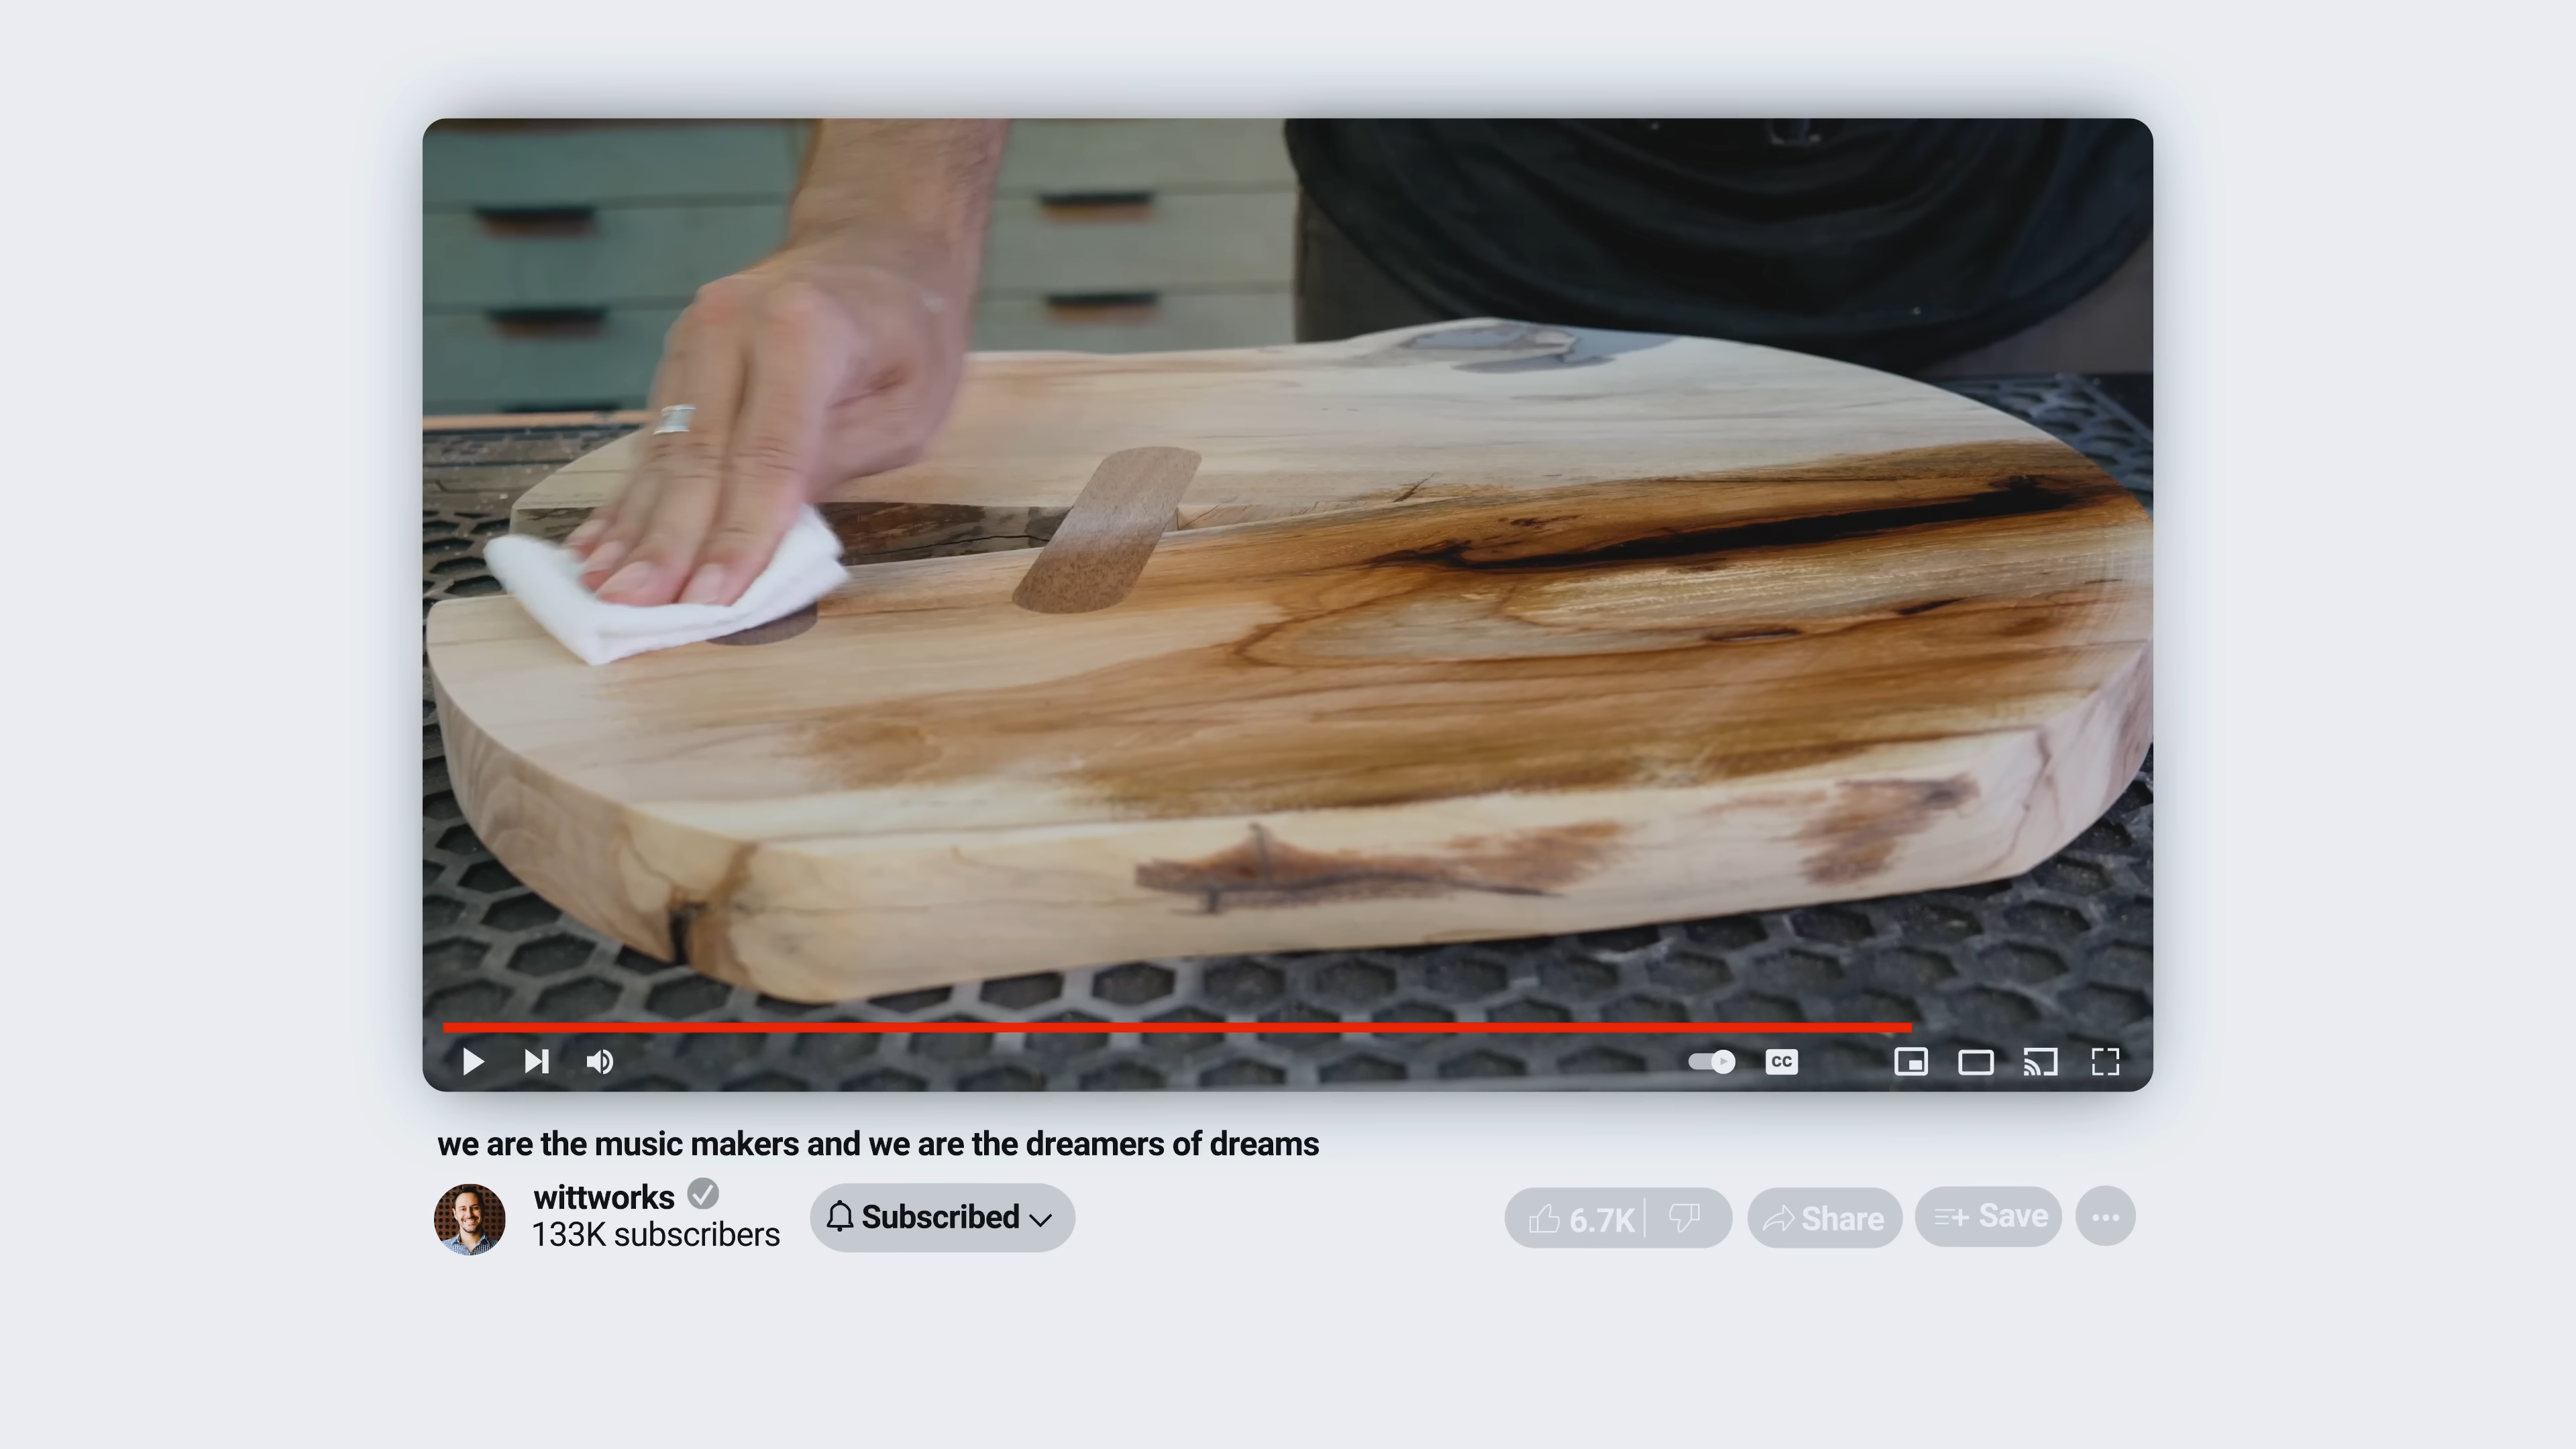 CC
we are the music makers and we are the dreamers of dreams
wittworks
133K subscribers
Subscribed
6.7K
Share
Save